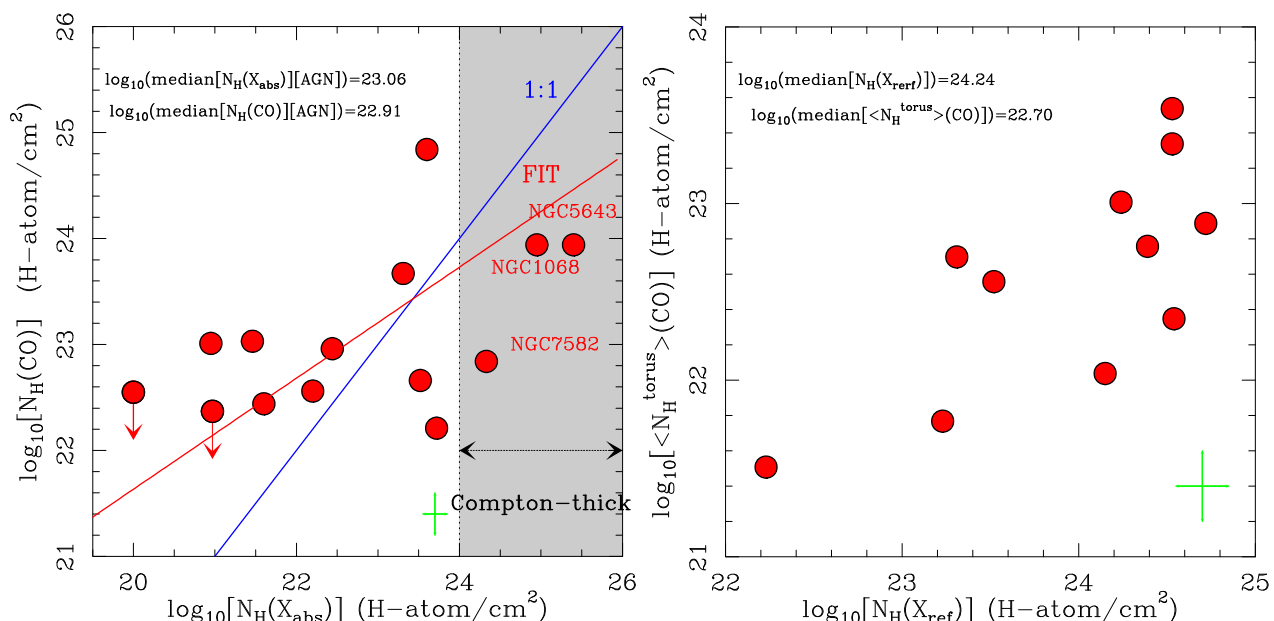 log10(median[NH(Xabs)][AGN])=23.06
log10(median[NH(CO)][AGN])=22.91
1:1
FIT
NGC5643
NGC1068
NGC7582
Compton-thick
26
25
24
23
22
21
20 22 24 26
log10[NH(CO)] (H-atom/cm2)
log10[NH(Xabs)] (H-atom/cm2)
log10(median[NH(Xrerf)])=24.24
log10(median[<NHtorus>(CO)])=22.70
24
23
22
21
22 23 24 25
log10[<NHtorus>(CO)] (H-atom/cm2)
log10[NH(Xref)] (H-atom/cm2)